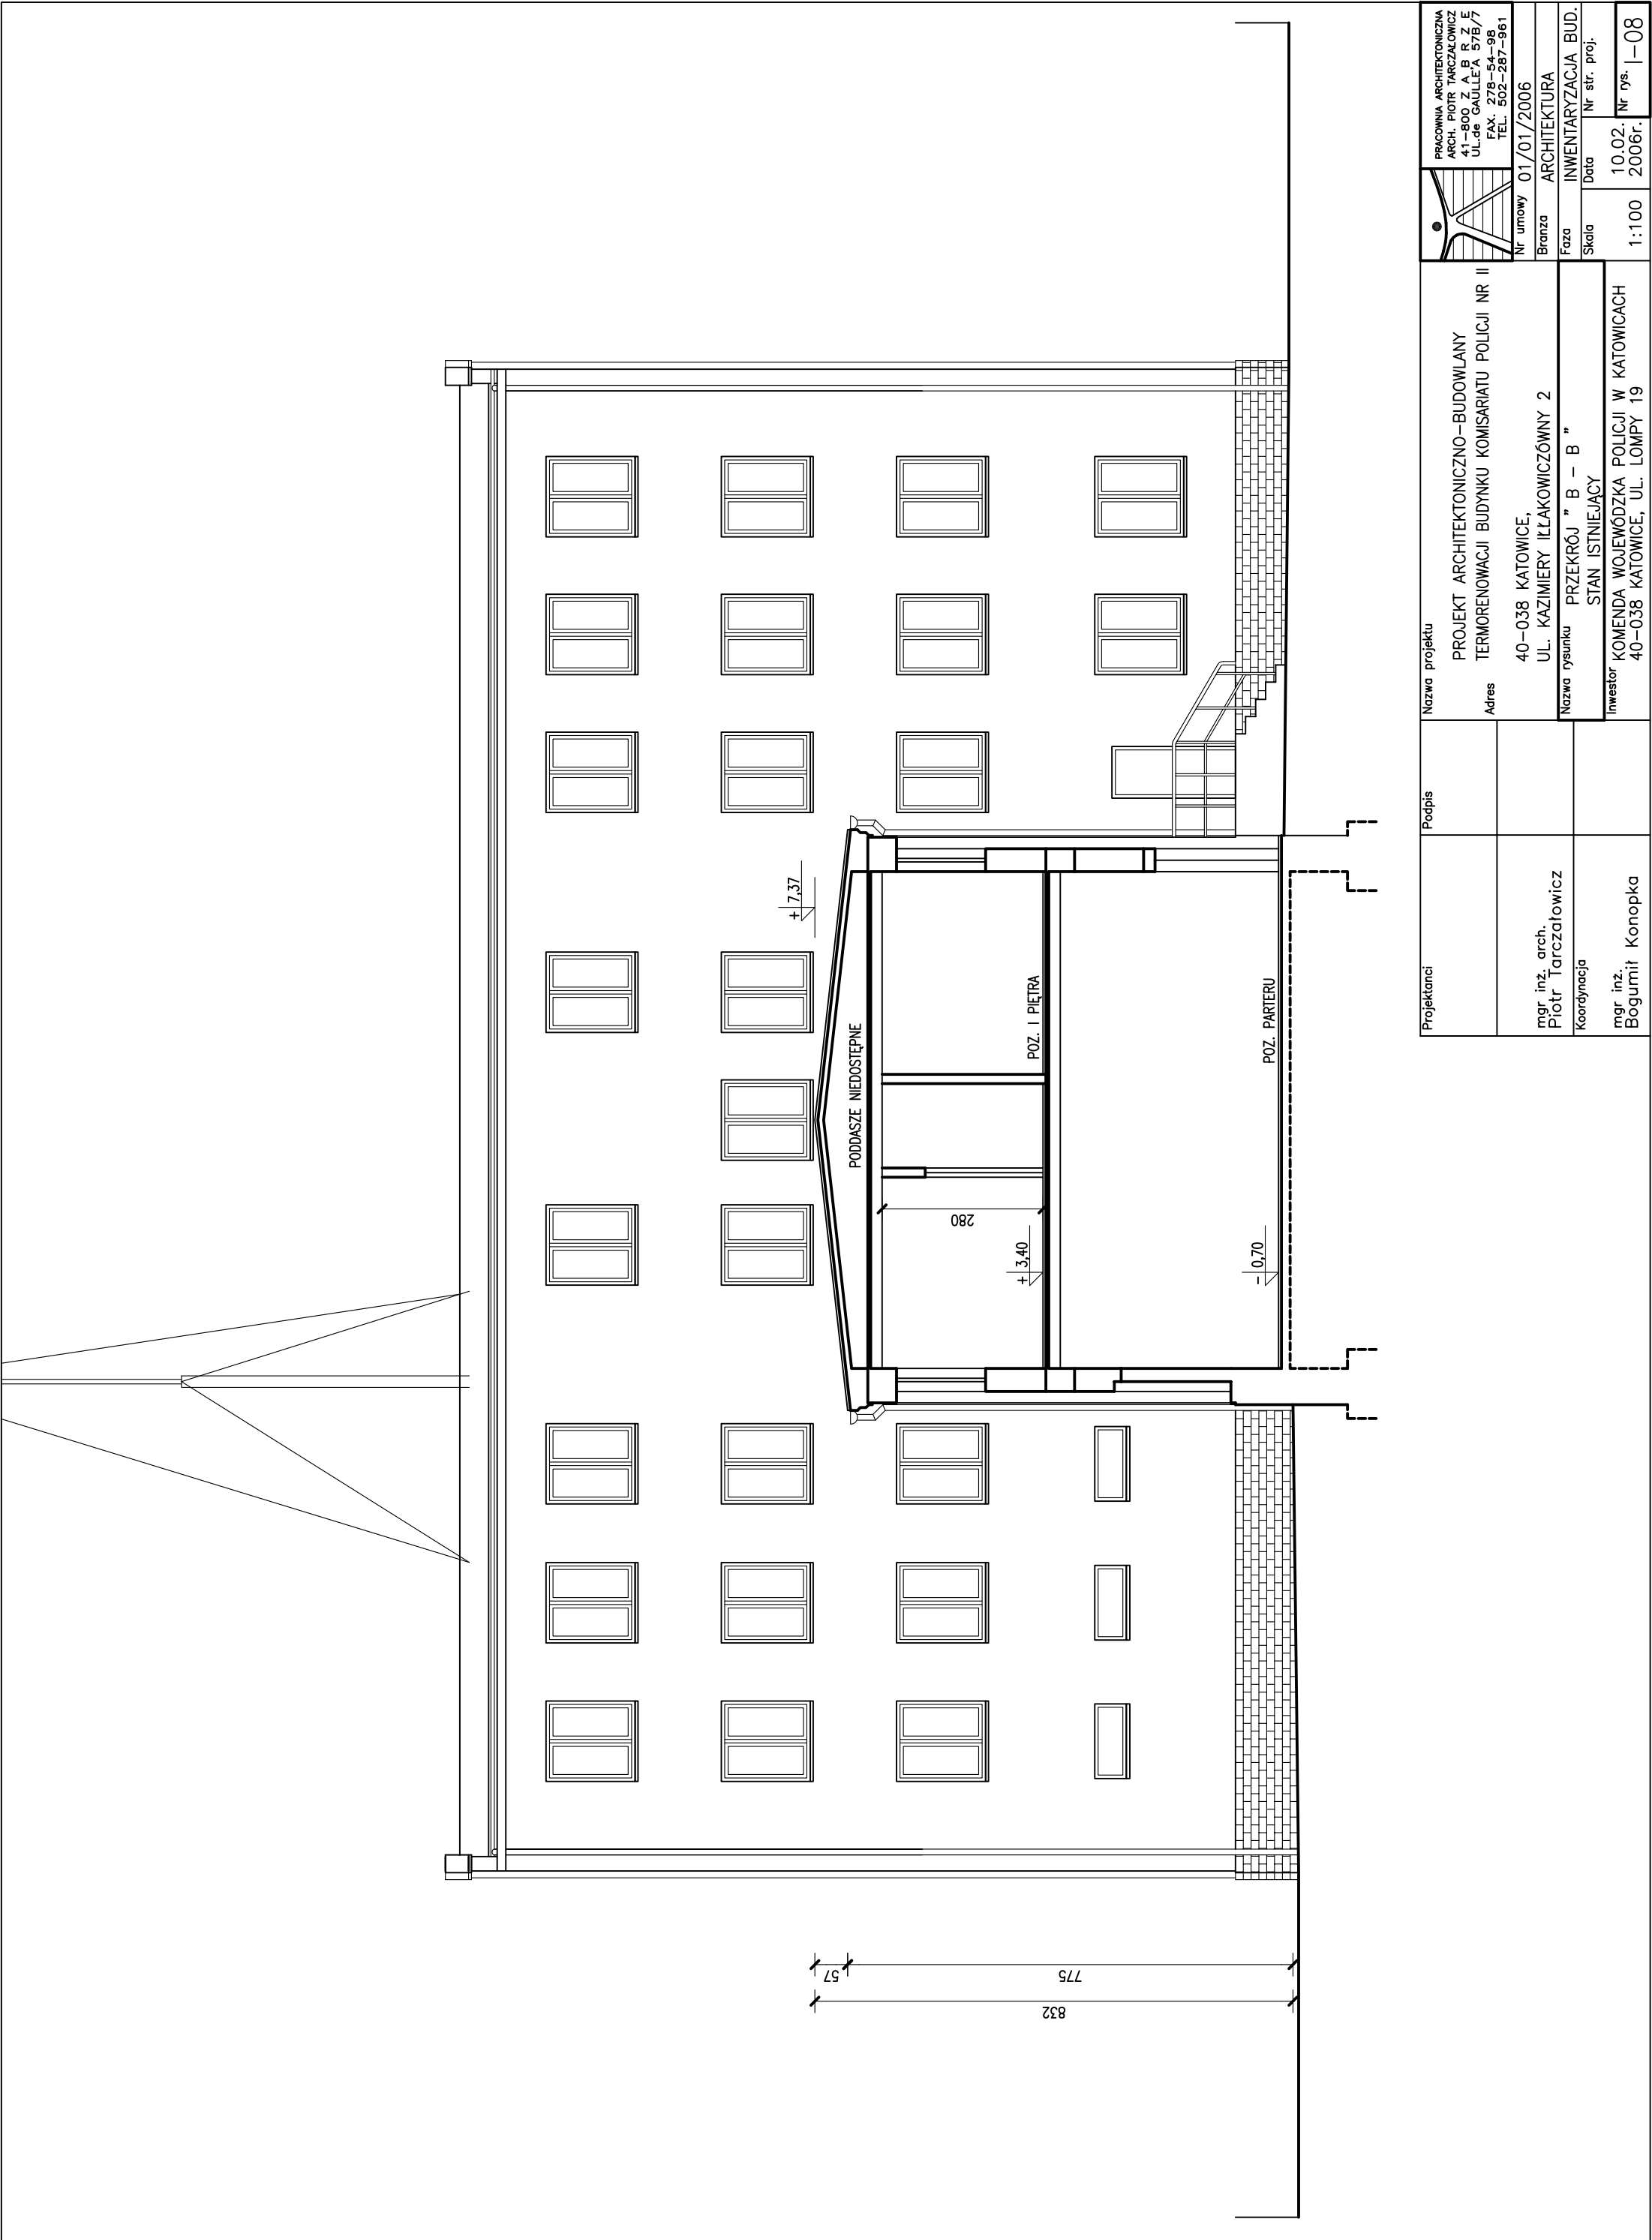 + 7,37
PODDASZE NIEDOSTĘPNE
280
POZ. I PIĘTRA
+ 3,40
POZ. PARTERU
- 0,70
57
775
832
Projektanci
mgr inż. arch.
Piotr Tarczałowicz
Koordynacja
mgr inż.
Bogumił Konopka
Podpis
Nazwa projektu
PROJEKT ARCHITEKTONICZNO-BUDOWLANY
TERMORENOWACJI BUDYNKU KOMISARIATU POLICJI NR II
Adres
40-038 KATOWICE,
UL. KAZIMIERY IŁŁAKOWICZÓWNY 2
Nazwa rysunku
PRZEKRÓJ " B - B "
STAN ISTNIEJĄCY
Inwestor
KOMENDA WOJEWÓDZKA POLICJI W KATOWICACH
40-038 KATOWICE, UL. LOMPY 19
PRACOWNIA ARCHITEKTONICZNA
ARCH. PIOTR TARCZAŁOWICZ
41-800 Z A B R Z E
UL.de GAULLE'A 57B/7
FAX. 278-54-98
TEL. 502-287-961
Nr umowy 01/01/2006
Branza ARCHITEKTURA
Faza INWENTARYZACJA BUD.
Skala 1:100
Data 10.02.
2006r.
Nr str. proj.
Nr rys. I-08